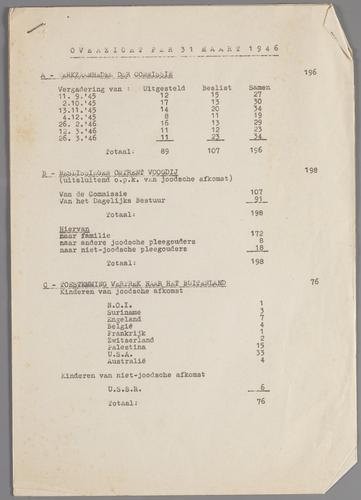 OVERZICHT PER 31 MAART 1946
A - WERKZAAMHEDEN DER COMMISSIE 196
Vergadering van : Uitgesteld Beslist Samen
11. 9.'45 12 15 27
2.10.'45 17 13 30
13.11.'45 14 20 34
4.12.'45 8 11 19
26. 2.'46 16 13 29
12. 3.'46 11 12 23
26. 3.'46 11 23 34
Totaal: 89 107 196
B - BESLISSINGEN OMTRENT VOOGDIJ 198
(uitsluitend o.p.k. van joodsche afkomst)
Van de Commissie 107
Van het Dagelijks Bestuur 91
Totaal: 198
Hiervan
naar familie 172
naar andere joodsche pleegouders 8
naar niet-joodsche pleegouders 18
Totaal: 198
C - TOESTEMMING VERTREK NAAR HET BUITENLAND 76
Kinderen van joodsche afkomst
N.O.I. 1
Suriname 3
Engeland 7
België 4
Frankrijk 1
Zwitserland 2
Palestina 15
U.S.A. 33
Australië 4
Kinderen van niet-joodsche afkomst
U.S.S.R. 6
Totaal: 76